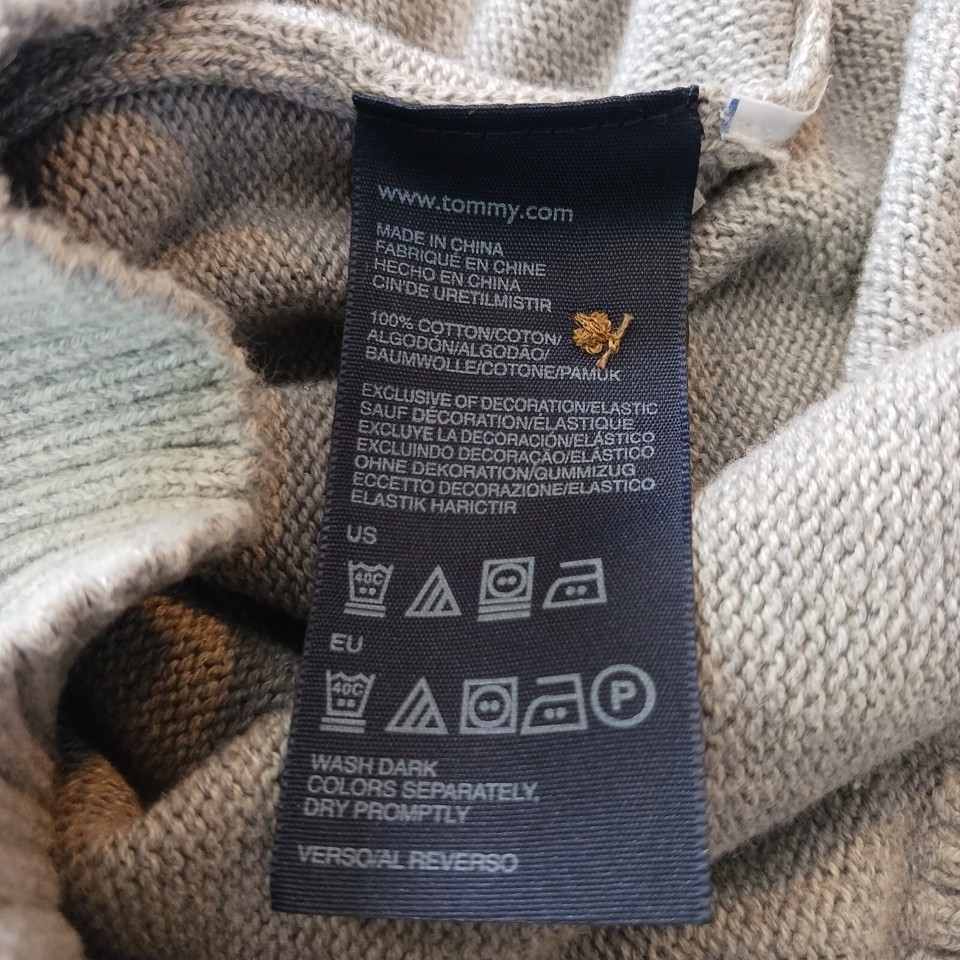 www.tommy.com
MADE IN CHINA
FABRIQUÉ EN CHINE
HECHO EN CHINA
CIN'DE URETILMISTIR
100% COTTON/COTON/
ALGODÓN/ALGODÃO/
BAUMWOLLE/COTONE/PAMUK
EXCLUSIVE OF DECORATION/ELASTIC
SAUF DÉCORATION/ELASTIQUE
EXCLUYE LA DECORACIÓN/ELÁSTICO
EXCLUINDO DECORAÇÃO/ELÁSTICO
OHNE DEKORATION/GUMMIZUG
ECCETTO DECORAZIONE/ELASTICO
ELASTIK HARICTIR
US
40C
EU
40C P
WASH DARK
COLORS SEPARATELY,
DRY PROMPTLY
VERSO/AL REVERSO